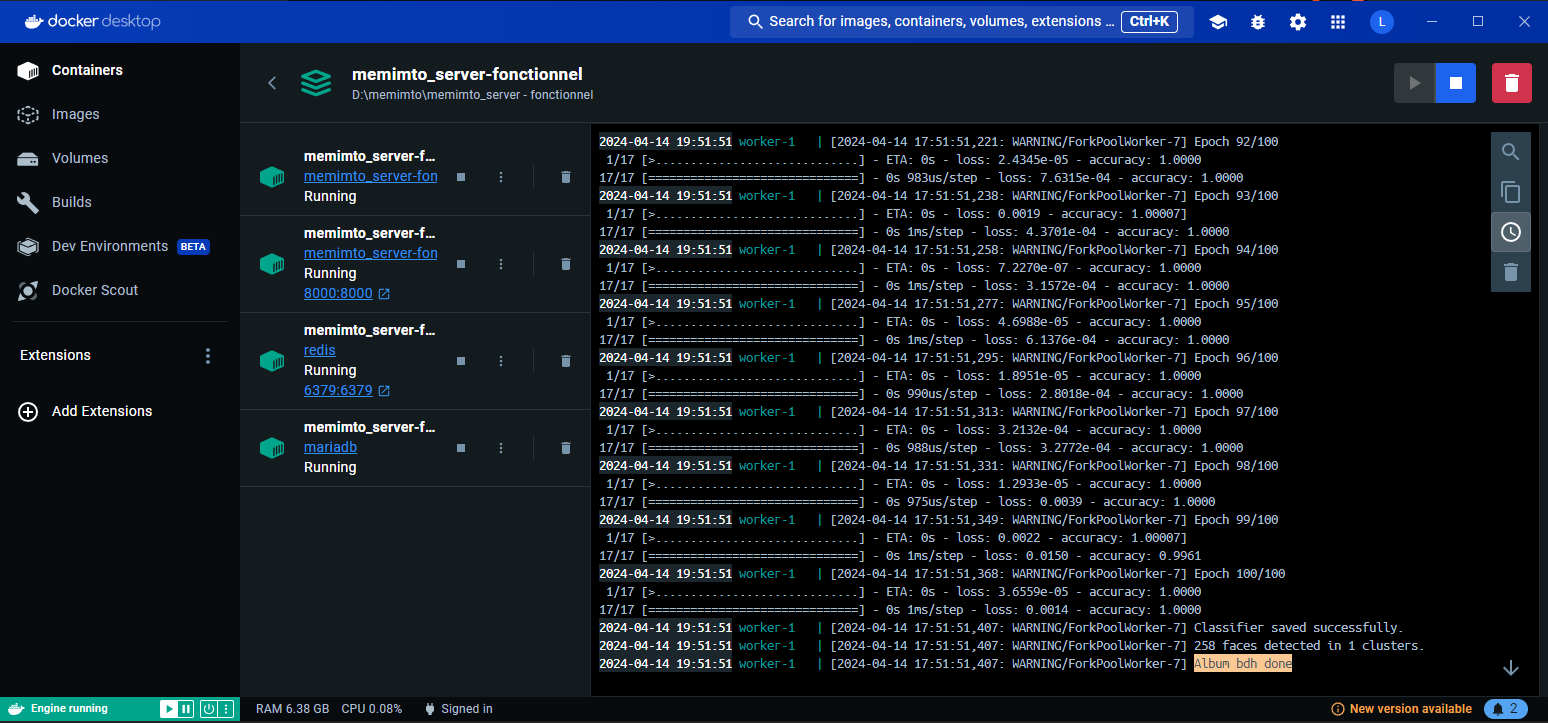 docker desktop
Search for images, containers, volumes, extensions ...
Ctrl+K
L
Containers
Images
Volumes
Builds
Dev Environments BETA
Docker Scout
Extensions
Add Extensions
memimto_server-fonctionnel
D:\memimto\memimto_server - fonctionnel
memimto_server-f...
memimto_server-fon
Running
memimto_server-f...
memimto_server-fon
Running
8000:8000
memimto_server-f...
redis
Running
6379:6379
memimto_server-f...
mariadb
Running
2024-04-14 19:51:51 worker-1 | [2024-04-14 17:51:51,221: WARNING/ForkPoolWorker-7] Epoch 92/100
1/17 [>.............................] - ETA: 0s - loss: 2.4345e-05 - accuracy: 1.0000
17/17 [==============================] - 0s 983us/step - loss: 7.6315e-04 - accuracy: 1.0000
2024-04-14 19:51:51 worker-1 | [2024-04-14 17:51:51,238: WARNING/ForkPoolWorker-7] Epoch 93/100
1/17 [>.............................] - ETA: 0s - loss: 0.0019 - accuracy: 1.00007]
17/17 [==============================] - 0s 1ms/step - loss: 4.3701e-04 - accuracy: 1.0000
2024-04-14 19:51:51 worker-1 | [2024-04-14 17:51:51,258: WARNING/ForkPoolWorker-7] Epoch 94/100
1/17 [>.............................] - ETA: 0s - loss: 7.2270e-07 - accuracy: 1.0000
17/17 [==============================] - 0s 1ms/step - loss: 3.1572e-04 - accuracy: 1.0000
2024-04-14 19:51:51 worker-1 | [2024-04-14 17:51:51,277: WARNING/ForkPoolWorker-7] Epoch 95/100
1/17 [>.............................] - ETA: 0s - loss: 4.6988e-05 - accuracy: 1.0000
17/17 [==============================] - 0s 1ms/step - loss: 6.1376e-04 - accuracy: 1.0000
2024-04-14 19:51:51 worker-1 | [2024-04-14 17:51:51,295: WARNING/ForkPoolWorker-7] Epoch 96/100
1/17 [>.............................] - ETA: 0s - loss: 1.8951e-05 - accuracy: 1.0000
17/17 [==============================] - 0s 990us/step - loss: 2.8018e-04 - accuracy: 1.0000
2024-04-14 19:51:51 worker-1 | [2024-04-14 17:51:51,313: WARNING/ForkPoolWorker-7] Epoch 97/100
1/17 [>.............................] - ETA: 0s - loss: 3.2132e-04 - accuracy: 1.0000
17/17 [==============================] - 0s 988us/step - loss: 3.2772e-04 - accuracy: 1.0000
2024-04-14 19:51:51 worker-1 | [2024-04-14 17:51:51,331: WARNING/ForkPoolWorker-7] Epoch 98/100
1/17 [>.............................] - ETA: 0s - loss: 1.2933e-05 - accuracy: 1.0000
17/17 [==============================] - 0s 975us/step - loss: 0.0039 - accuracy: 1.0000
2024-04-14 19:51:51 worker-1 | [2024-04-14 17:51:51,349: WARNING/ForkPoolWorker-7] Epoch 99/100
1/17 [>.............................] - ETA: 0s - loss: 0.0022 - accuracy: 1.00007]
17/17 [==============================] - 0s 1ms/step - loss: 0.0150 - accuracy: 0.9961
2024-04-14 19:51:51 worker-1 | [2024-04-14 17:51:51,368: WARNING/ForkPoolWorker-7] Epoch 100/100
1/17 [>.............................] - ETA: 0s - loss: 3.6559e-05 - accuracy: 1.0000
17/17 [==============================] - 0s 1ms/step - loss: 0.0014 - accuracy: 1.0000
2024-04-14 19:51:51 worker-1 | [2024-04-14 17:51:51,407: WARNING/ForkPoolWorker-7] Classifier saved successfully.
2024-04-14 19:51:51 worker-1 | [2024-04-14 17:51:51,407: WARNING/ForkPoolWorker-7] 258 faces detected in 1 clusters.
2024-04-14 19:51:51 worker-1 | [2024-04-14 17:51:51,407: WARNING/ForkPoolWorker-7] Album bdh done
Engine running
RAM 6.38 GB CPU 0.08% Signed in
New version available
2